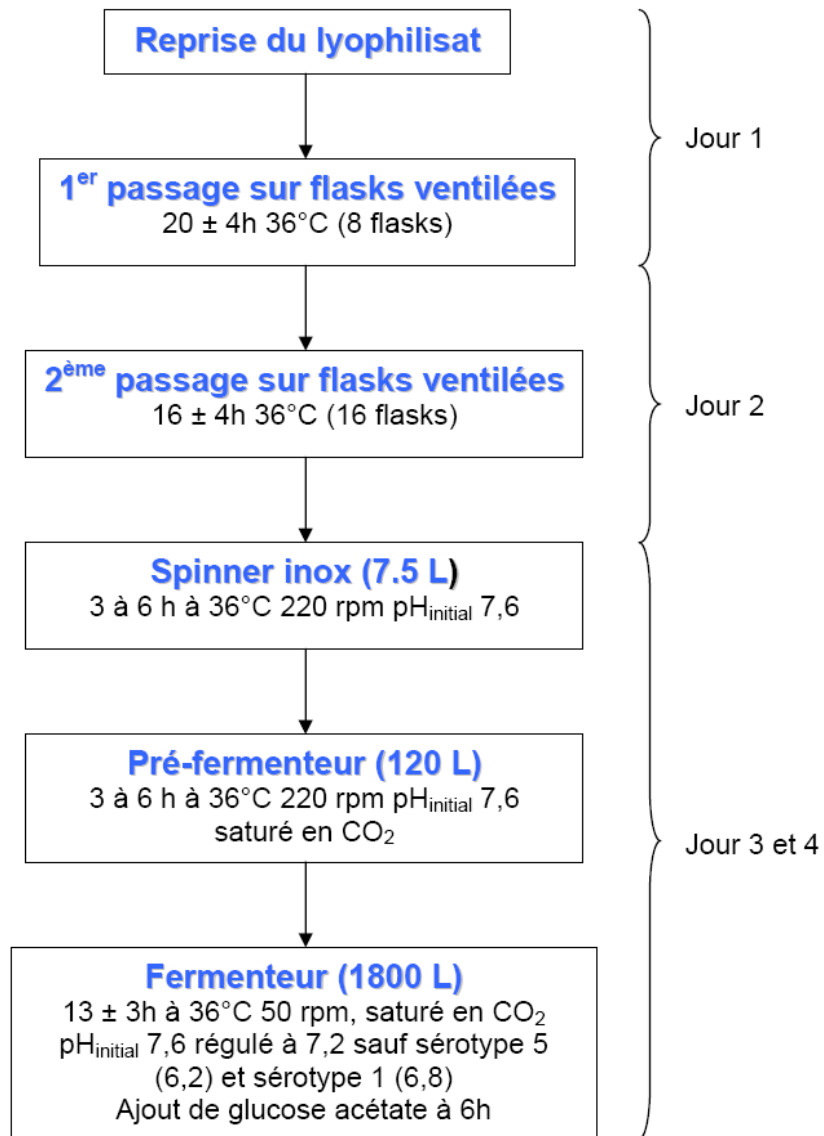 Reprise du lyophilisat
Jour 1
1er passage sur flasks ventilées
20 ± 4h 36°C (8 flasks)
2ème passage sur flasks ventilées
16 ± 4h 36°C (16 flasks)
Jour 2
Spinner inox (7.5 L)
3 à 6 h à 36°C 220 rpm pHinitial 7,6
Pré-fermenteur (120 L)
3 à 6 h à 36°C 220 rpm pHinitial 7,6
saturé en CO2
Jour 3 et 4
Fermenteur (1800 L)
13 ± 3h à 36°C 50 rpm, saturé en CO2
pHinitial 7,6 régulé à 7,2 sauf sérotype 5
(6,2) et sérotype 1 (6,8)
Ajout de glucose acétate à 6h